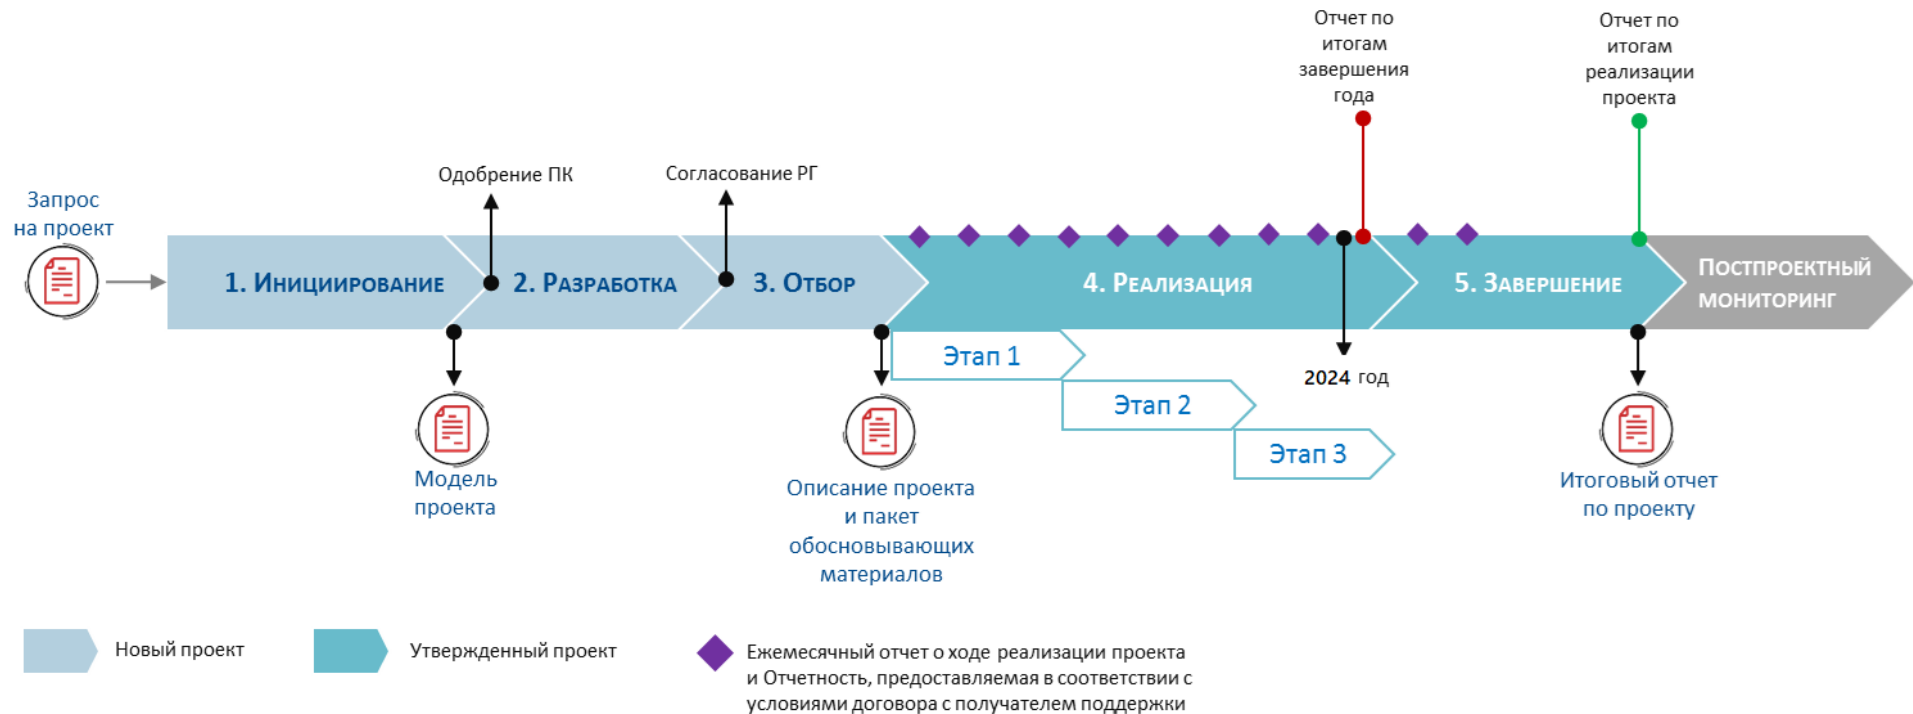 Отчет по
итогам
завершения
года
Отчет по
итогам
реализации
проекта
Одобрение ПК
Согласование РГ
Запрос
на проект
1. Инициирование
2. Разработка
3. Отбор
4. Реализация
5. Завершение
Постпроектный
мониторинг
Этап 1
Этап 2
Этап 3
2024 год
Модель
проекта
Описание проекта
и пакет
обосновывающих
материалов
Итоговый отчет
по проекту
Новый проект
Утвержденный проект
Ежемесячный отчет о ходе реализации проекта
и Отчетность, предоставляемая в соответствии с
условиями договора с получателем поддержки